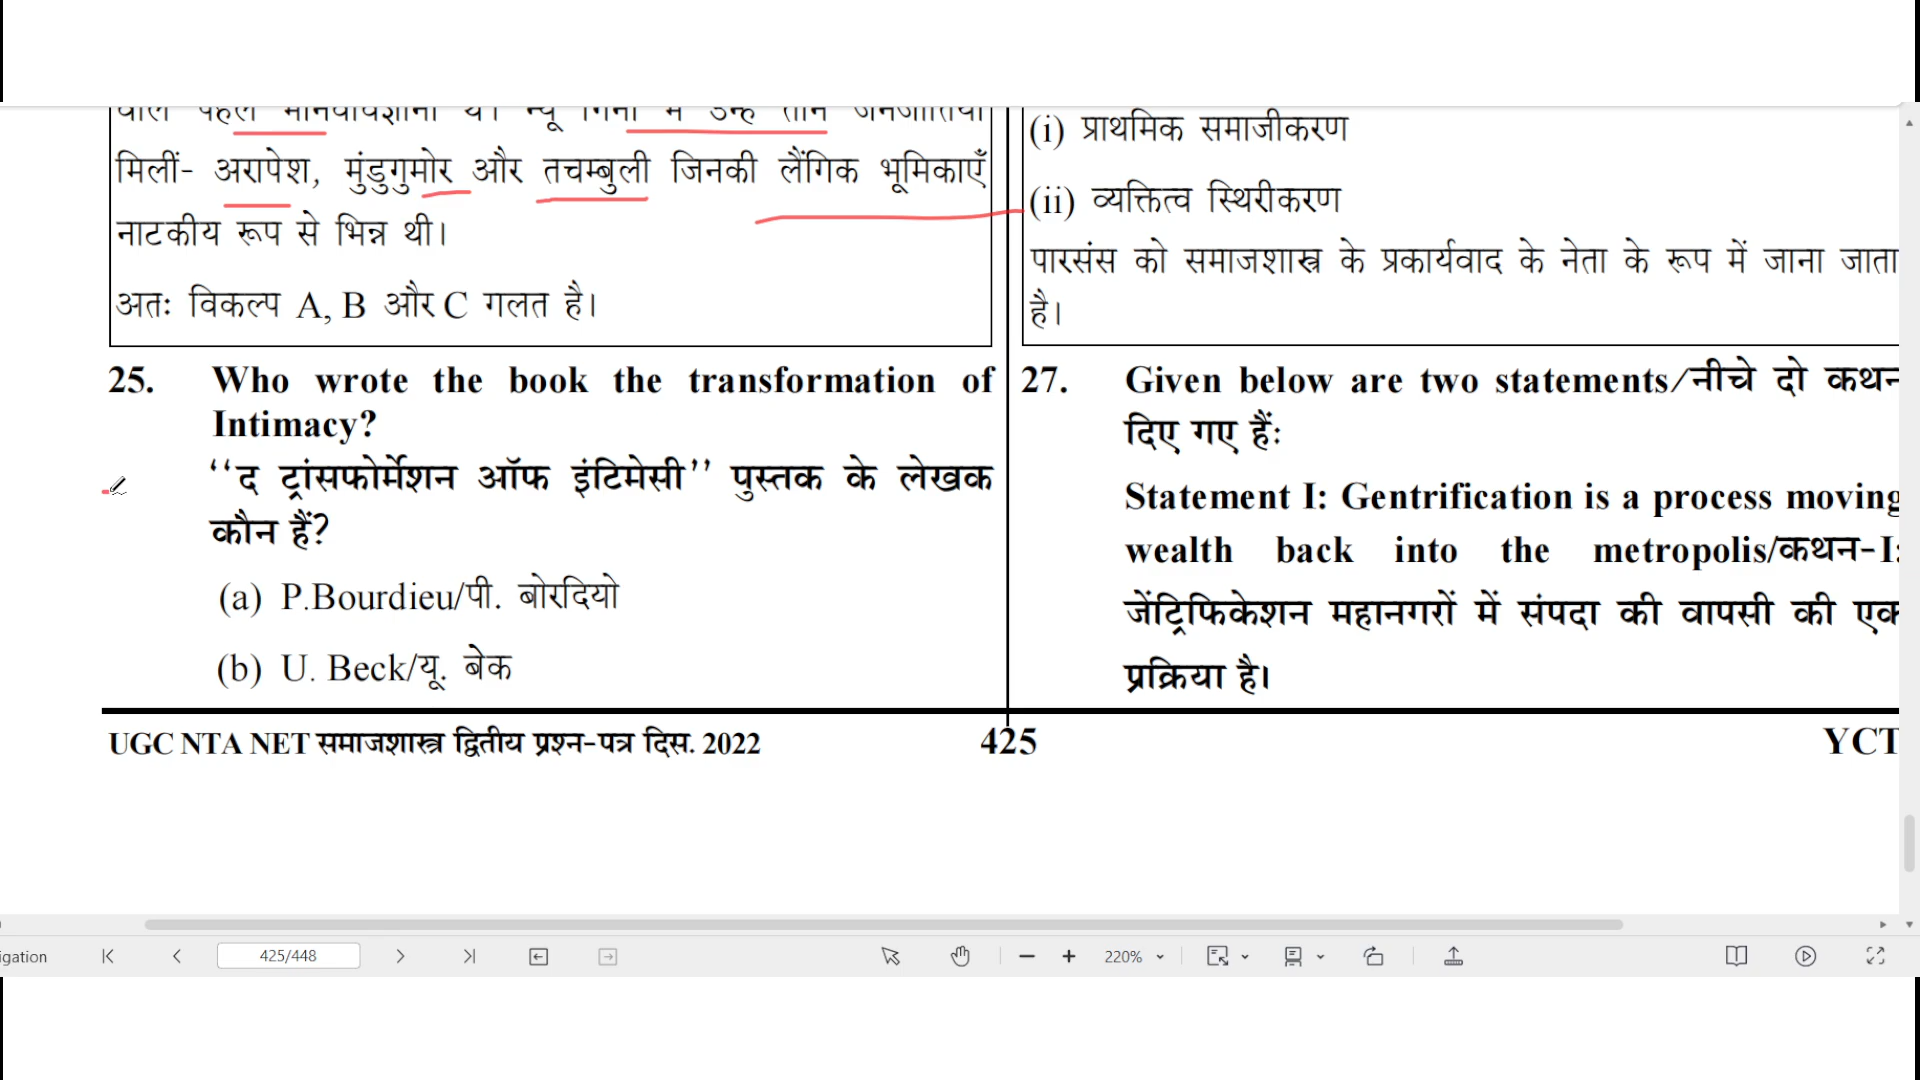 मिलीं- अरापेश, मुंडुगुमोर और तचम्बुली जिनकी लैंगिक भूमिकाएँ
नाटकीय रूप से भिन्न थी।
अतः विकल्प A, B और C गलत है।
25. Who wrote the book the transformation of
Intimacy?
‘‘द ट्रांसफोर्मेशन ऑफ इंटिमेसी’’ पुस्तक के लेखक
कौन हैं?
(a) P.Bourdieu/पी. बोरदियो
(b) U. Beck/यू. बेक
(i) प्राथमिक समाजीकरण
(ii) व्यक्तित्व स्थिरीकरण
पारसंस को समाजशास्त्र के प्रकार्यवाद के नेता के रूप में जाना जाता
है।
27. Given below are two statements/नीचे दो कथन
दिए गए हैं:
Statement I: Gentrification is a process moving
wealth back into the metropolis/कथन-I:
जेंट्रिफिकेशन महानगरों में संपदा की वापसी की एक
प्रक्रिया है।
UGC NTA NET समाजशास्त्र द्वितीय प्रश्न-पत्र दिस. 2022 425 YCT
igation 425/448 220%